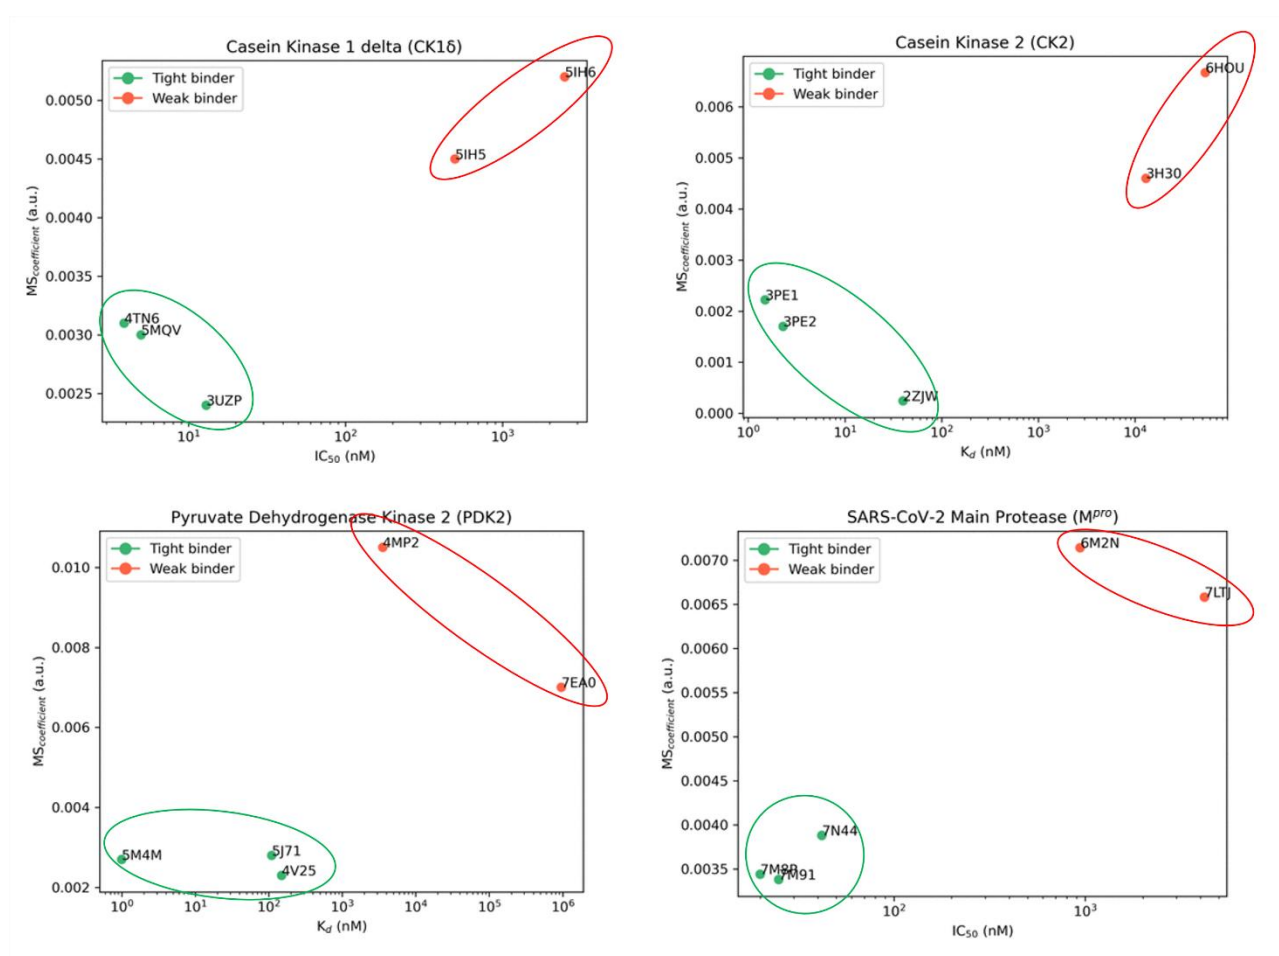 Casein Kinase 1 delta (CK1δ)
Tight binder
Weak binder
5IH6
5IH5
4TN6
5MQV
3UZP
0.0050
0.0045
0.0040
0.0035
0.0030
0.0025
MScoefficient (a.u.)
10¹ 10² 10³
IC₅₀ (nM)
Casein Kinase 2 (CK2)
Tight binder
Weak binder
6HOU
3H30
3PE1
3PE2
2ZJW
0.006
0.005
0.004
0.003
0.002
0.001
0.000
MScoefficient (a.u.)
10⁰ 10¹ 10² 10³ 10⁴
Kd (nM)
Pyruvate Dehydrogenase Kinase 2 (PDK2)
Tight binder
Weak binder
4MP2
7EA0
5M4M
5J71
4V25
0.010
0.008
0.006
0.004
0.002
MScoefficient (a.u.)
10⁰ 10¹ 10² 10³ 10⁴ 10⁵ 10⁶
Kd (nM)
SARS-CoV-2 Main Protease (Mᵖʳᵒ)
Tight binder
Weak binder
6M2N
7LTJ
7N44
7M91
0.0070
0.0065
0.0060
0.0055
0.0050
0.0045
0.0040
0.0035
MScoefficient (a.u.)
10² 10³
IC₅₀ (nM)